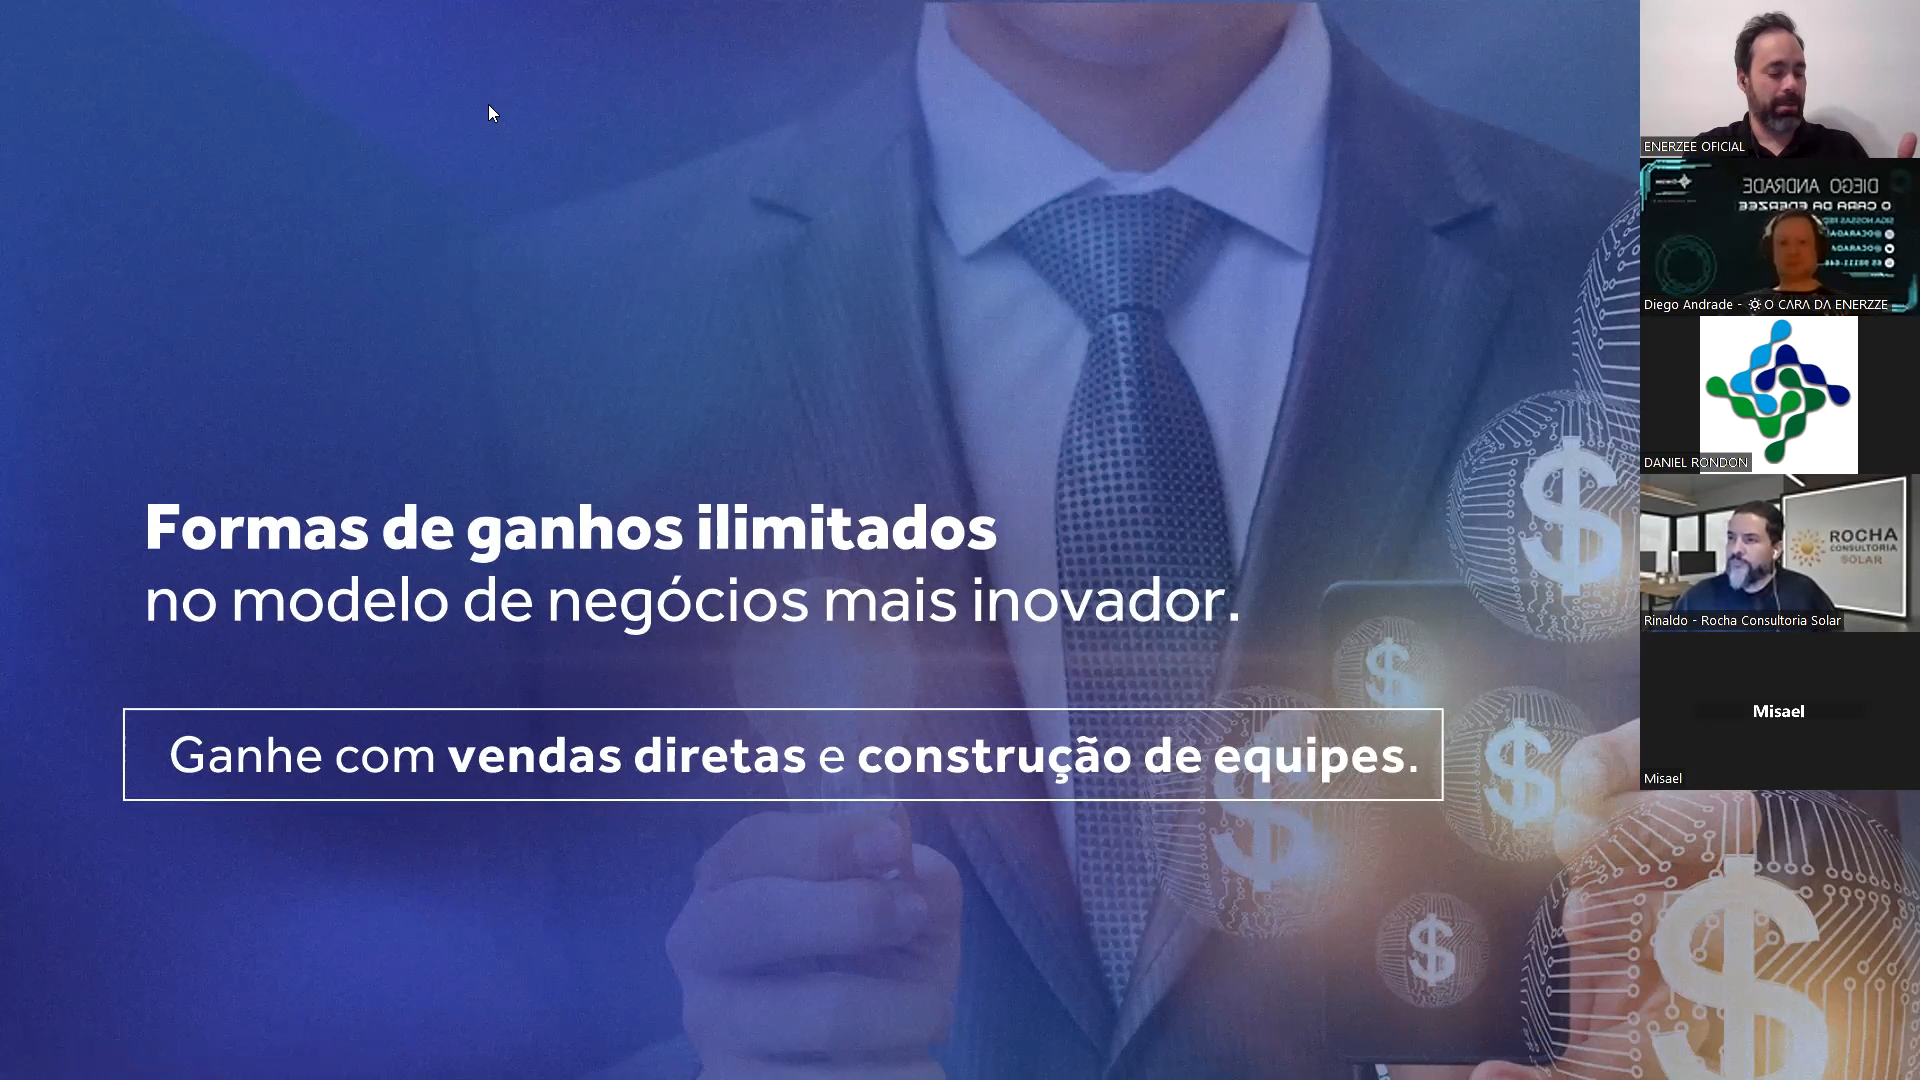 Formas de ganhos ilimitados
no modelo de negócios mais inovador.
Ganhe com vendas diretas e construção de equipes.
ENERZEE OFICIAL
DIEGO ANDRADE
O CARA DA ENERZEE
Diego Andrade - O CARA DA ENERZZE
DANIEL RONDON
ROCHA
CONSULTORIA
SOLAR
Rinaldo - Rocha Consultoria Solar
Misael
Misael